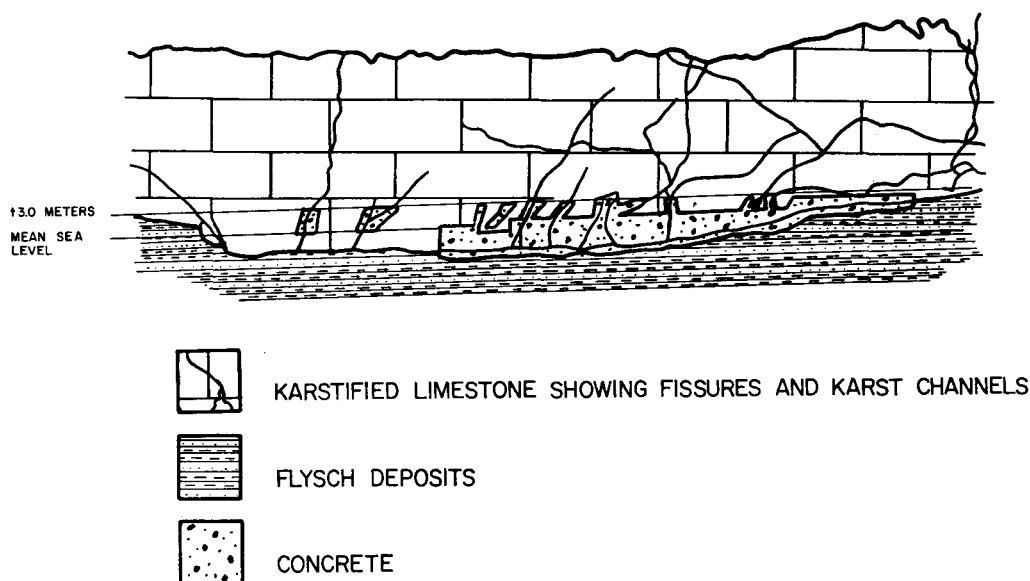 †3.0 METERS
MEAN SEA
LEVEL
KARSTIFIED LIMESTONE SHOWING FISSURES AND KARST CHANNELS
FLYSCH DEPOSITS
CONCRETE